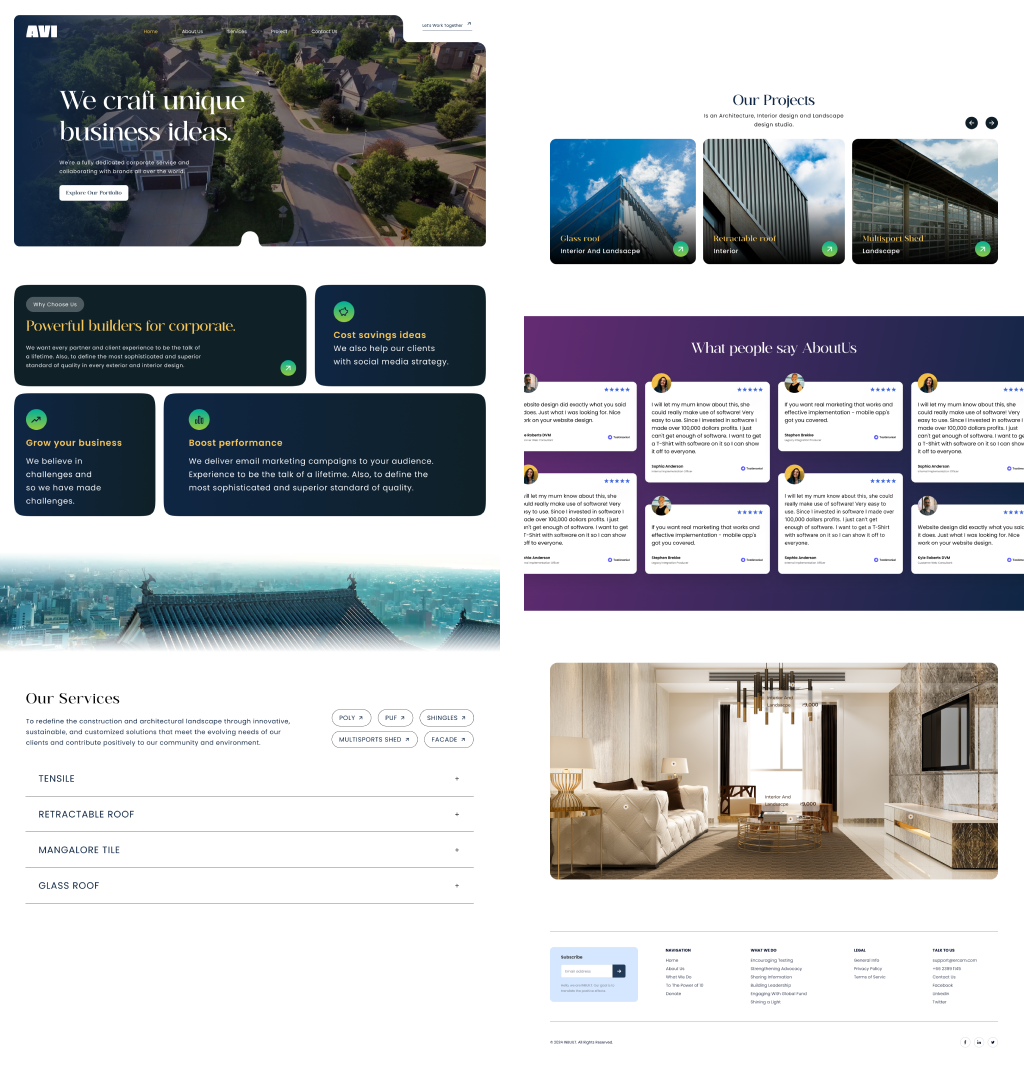 AVI
Home
About Us
Services
Project
Contact Us
Let's Work Together
We craft unique
business ideas.
We're a fully dedicated corporate service and
collaborating with brands all over the world.
Explore Our Portfolio
Why Choose Us
Powerful builders for corporate.
We want every partner and client experience to be the talk of
a lifetime. Also, to define the most sophisticated and superior
standard of quality in every exterior and interior design.
Cost savings ideas
We also help our clients
with social media strategy.
Grow your business
We believe in
challenges and
so we have made
challenges.
Boost performance
We deliver email marketing campaigns to your audience.
Experience to be the talk of a lifetime. Also, to define the
most sophisticated and superior standard of quality.
Our Services
To redefine the construction and architectural landscape through innovative,
sustainable, and customized solutions that meet the evolving needs of our
clients and contribute positively to our community and environment.
POLY
PUF
SHINGLES
MULTISPORTS SHED
FACADE
TENSILE +
RETRACTABLE ROOF +
MANGALORE TILE +
GLASS ROOF +
Our Projects
Is an Architecture, Interior design and Landscape
design studio.
Glass roof
Interior And Landsacpe
Retractable roof
Interior
Multisport Shed
Landscape
What people say AboutUs
ebsite design did exactly what you said
does. Just what I was looking for. Nice
rk on your website design.
e Roberts DVM
Testimonial
I will let my mum know about this, she
could really make use of software! Very
easy to use. Since I invested in software I
made over 100,000 dollars profits. I just
can't get enough of software. I want to get
a T-Shirt with software on it so I can show
it off to everyone.
Sophia Anderson
Testimonial
If you want real marketing that works and
effective implementation - mobile app's
got you covered.
Stephen Brekke
Testimonial
I will let my mum know about this, she
could really make use of software! Very
easy to use. Since I invested in software I
made over 100,000 dollars profits. I just
can't get enough of software. I want to get
a T-Shirt with software on it so I can show
it off to everyone.
Sophia Anderson
Testimonial
ill let my mum know about this, she could
ould really make use of software! Very
sy to use. Since I invested in software I
ade over 100,000 dollars profits. I just
n't get enough of software. I want to get
T-Shirt with software on it so I can show
off to everyone.
phia Anderson
Testimonial
If you want real marketing that works and
effective implementation - mobile app's
got you covered.
Stephen Brekke
Testimonial
I will let my mum know about this, she could
really make use of software! Very easy to
use. Since I invested in software I made over
100,000 dollars profits. I just can't get
enough of software. I want to get a T-Shirt
with software on it so I can show it off to
everyone.
Sophia Anderson
Testimonial
Website design did exactly what you said
it does. Just what I was looking for. Nice
work on your website design.
Kyle Roberts DVM
Testimonial
Interior And
Landscape
₹9,000
Interior And
Landscape
₹9,000
Subscribe
Email address
NAVIGATION
Home
About Us
What We Do
To The Power of 10
Donate
WHAT WE DO
Encouraging Testing
Strengthening Advocacy
Sharing Information
Building Leadership
Engaging With Global Fund
Shining a Light
LEGAL
General Info
Privacy Policy
Terms of Servic
TALK TO US
support@ercom.com
Contact Us
Facebook
Linkedin
Twitter
All Rights Reserved.